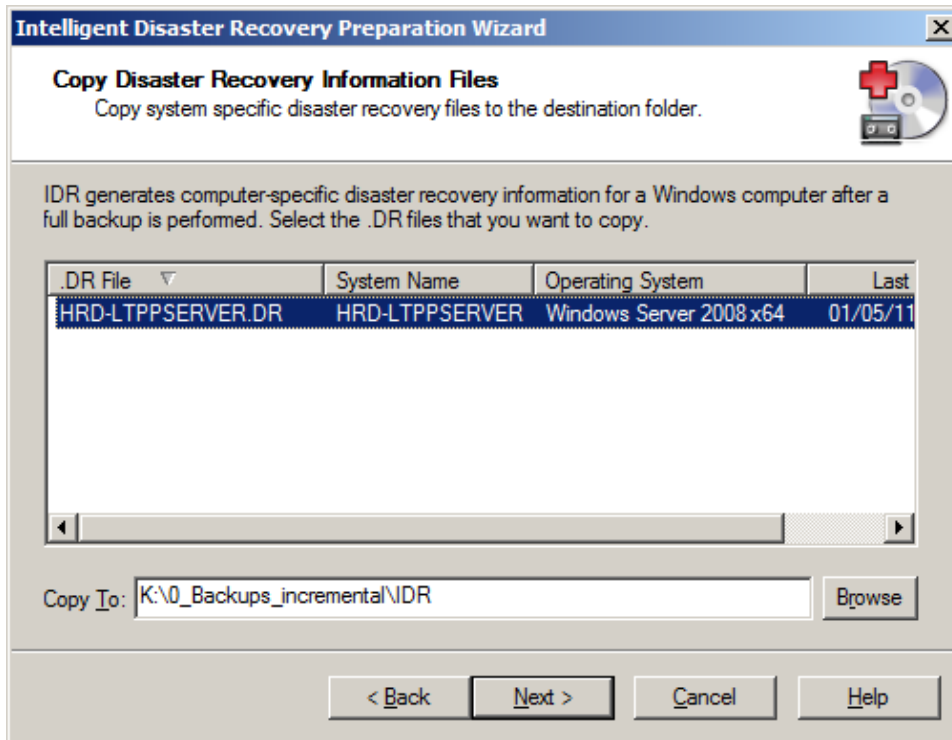 Intelligent Disaster Recovery Preparation Wizard
Copy Disaster Recovery Information Files
Copy system specific disaster recovery files to the destination folder.
IDR generates computer-specific disaster recovery information for a Windows computer after a
full backup is performed. Select the .DR files that you want to copy.
.DR File System Name Operating System Last
HRD-LTPPSERVER.DR HRD-LTPPSERVER Windows Server 2008 x64 01/05/11
Copy To: K:\0_Backups_incremental\IDR Browse
< Back Next > Cancel Help